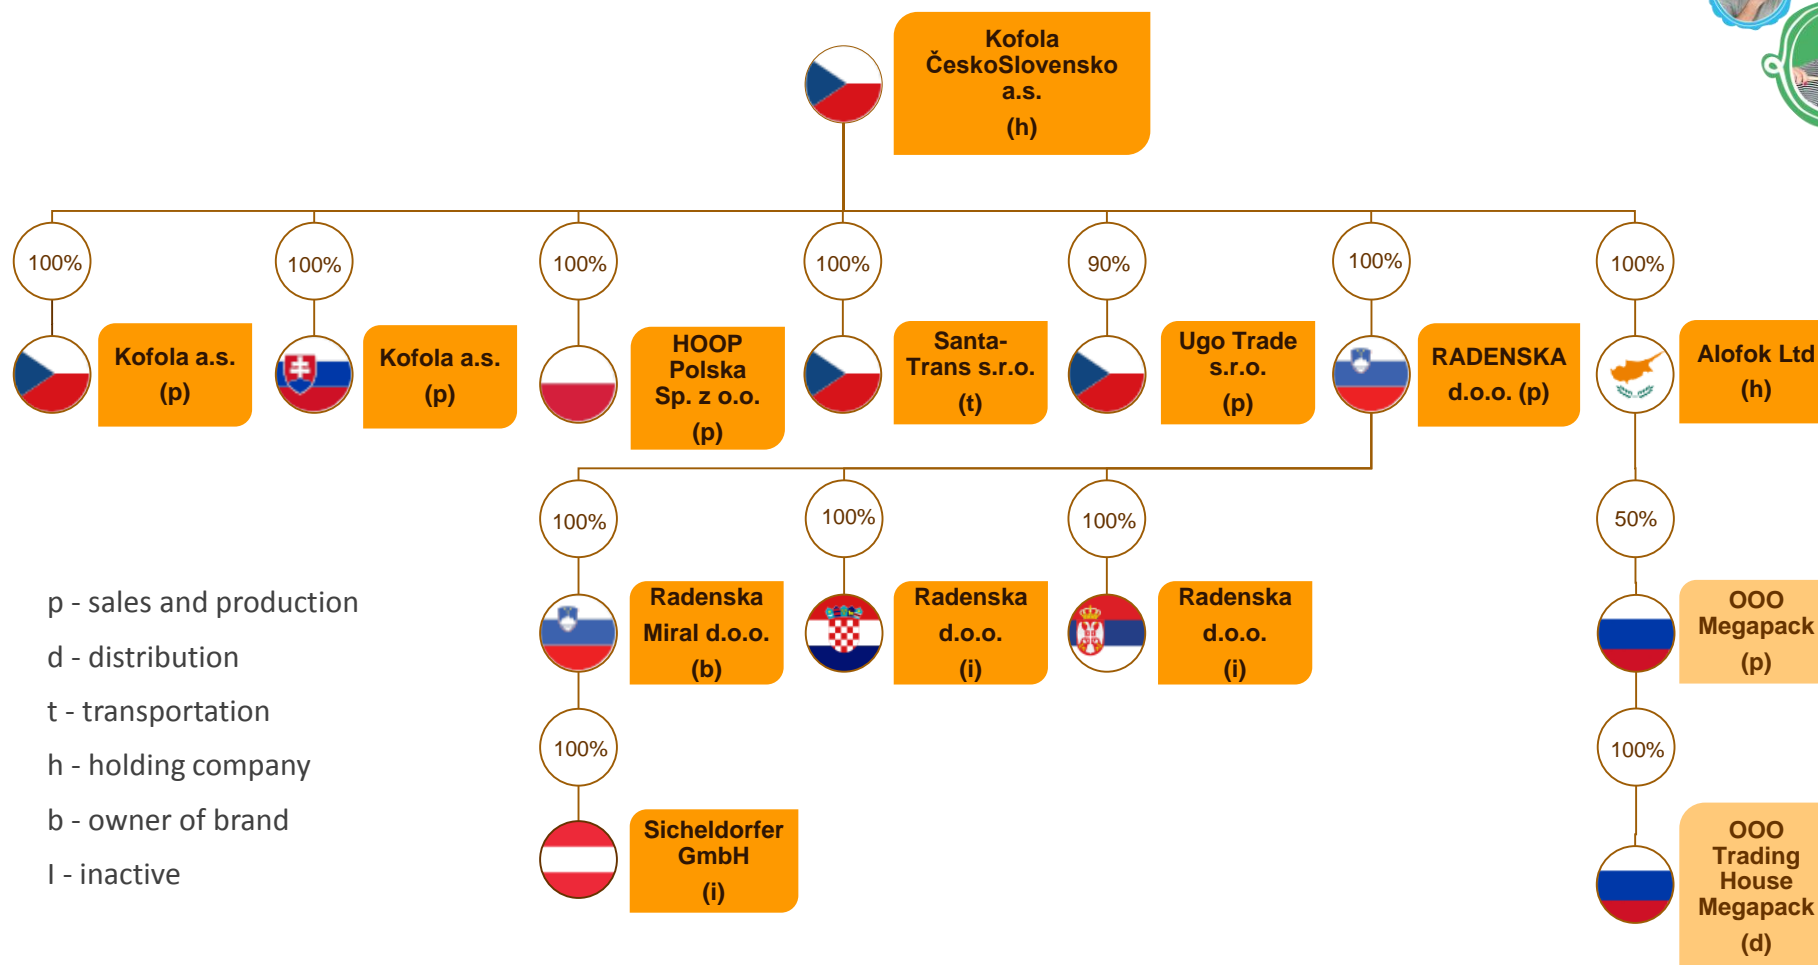 Kofola
ČeskoSlovensko
a.s.
(h)
100%
100%
100%
100%
90%
100%
100%
Kofola a.s.
(p)
Kofola a.s.
(p)
HOOP
Polska
Sp. z o.o.
(p)
Santa-
Trans s.r.o.
(t)
Ugo Trade
s.r.o.
(p)
RADENSKA
d.o.o. (p)
Alofok Ltd
(h)
100%
100%
100%
50%
Radenska
Miral d.o.o.
(b)
Radenska
d.o.o.
(i)
Radenska
d.o.o.
(i)
OOO
Megapack
(p)
100%
100%
Sicheldorfer
GmbH
(i)
OOO
Trading
House
Megapack
(d)
p - sales and production
d - distribution
t - transportation
h - holding company
b - owner of brand
I - inactive